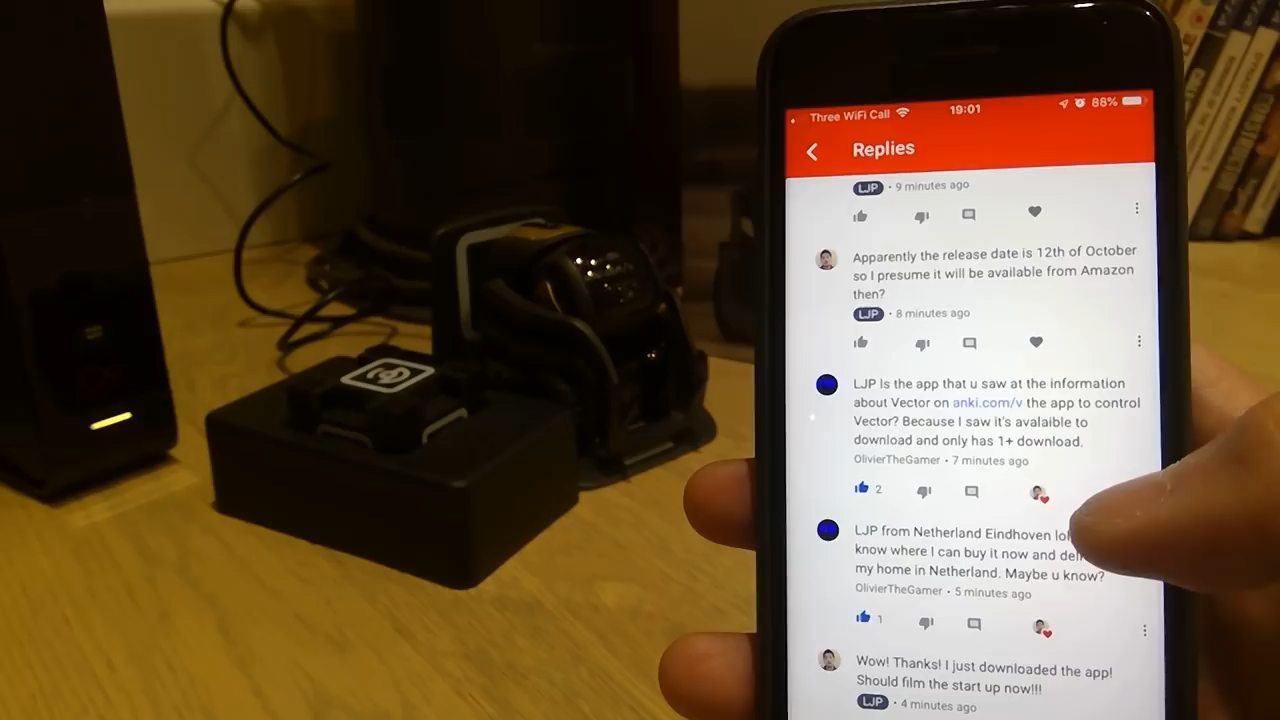 Three WiFi Call 19:01 88%
Replies
LJP • 9 minutes ago
Apparently the release date is 12th of October
so I presume it will be available from Amazon
then?
LJP • 8 minutes ago
LJP Is the app that u saw at the information
about Vector on anki.com/v the app to control
Vector? Because I saw it's avalaible to
download and only has 1+ download.
OlivierTheGamer • 7 minutes ago
2
LJP from Netherland Eindhoven lol
know where I can buy it now and
my home in Netherland. Maybe u know?
OlivierTheGamer • 5 minutes ago
1
Wow! Thanks! I just downloaded the app!
Should film the start up now!!!
LJP • 4 minutes ago